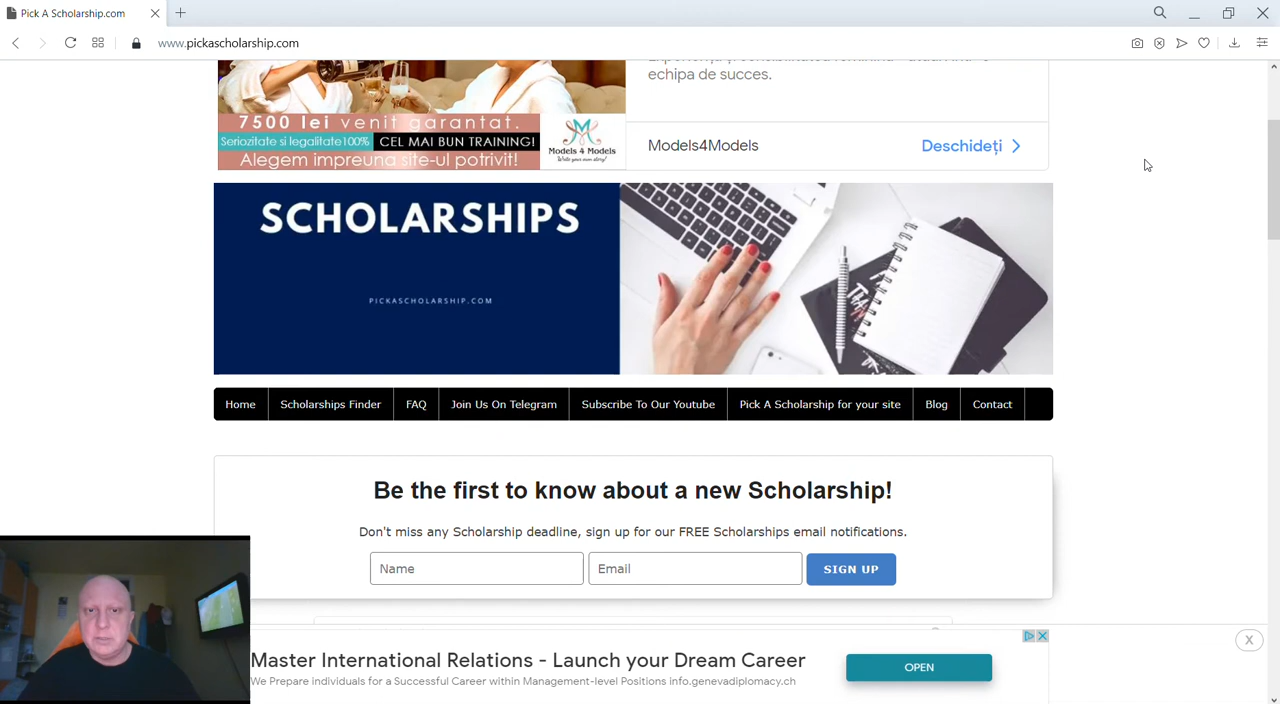 Pick A Scholarship.com
www.pickascholarship.com
echipa de succes.
7500 lei venit garantat.
Seriozitate si legalitate100% CEL MAI BUN TRAINING!
Alegem impreuna site-ul potrivit!
Models 4 Models
Write your own story!
Models4Models
Deschideți
SCHOLARSHIPS
PICKASCHOLARSHIP.COM
Home Scholarships Finder FAQ Join Us On Telegram Subscribe To Our Youtube Pick A Scholarship for your site Blog Contact
Be the first to know about a new Scholarship!
Don't miss any Scholarship deadline, sign up for our FREE Scholarships email notifications.
Name Email SIGN UP
Master International Relations - Launch your Dream Career
We Prepare individuals for a Successful Career within Management-level Positions info.genevadiplomacy.ch
OPEN